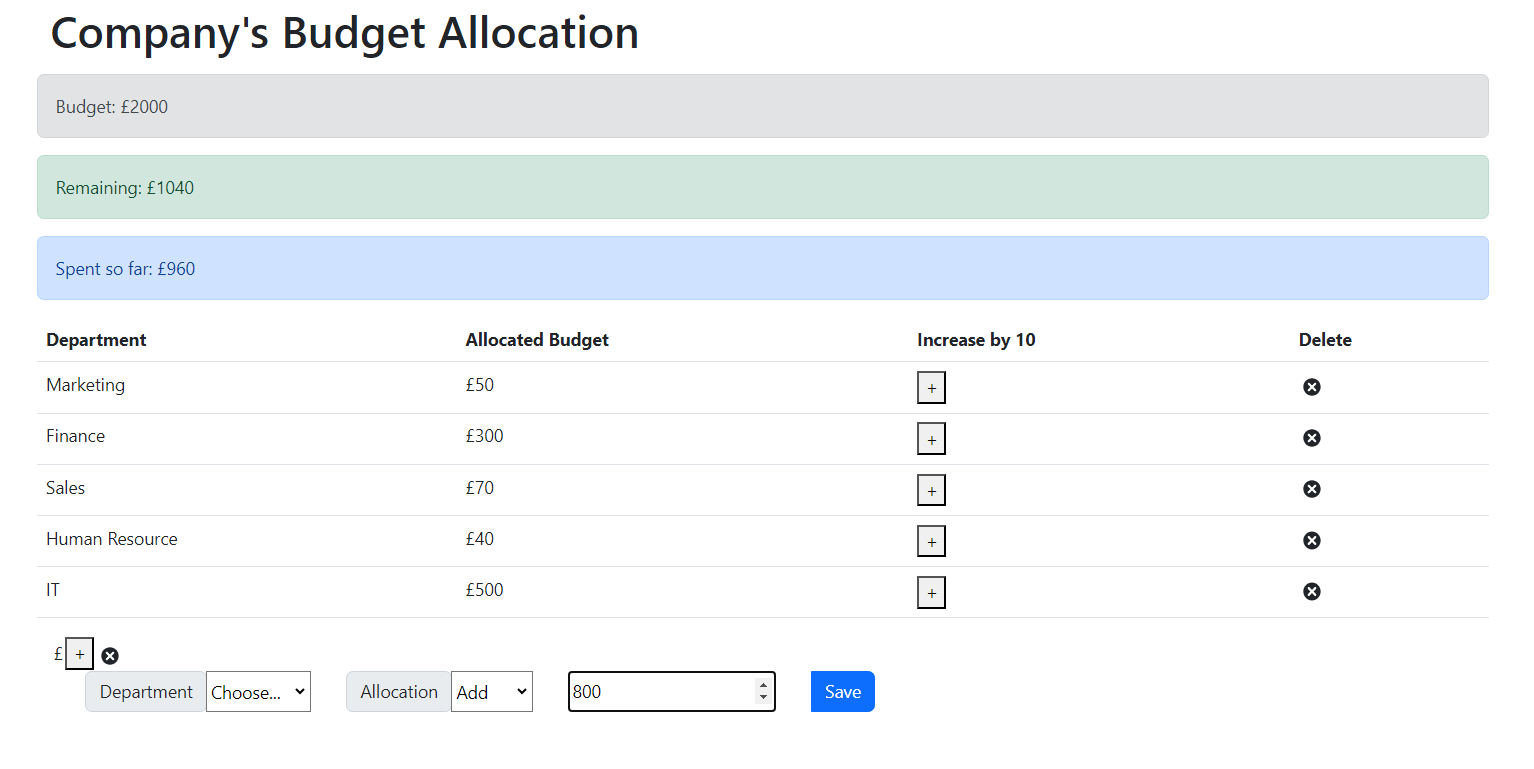 Company's Budget Allocation
Budget: £2000
Remaining: £1040
Spent so far: £960
Department Allocated Budget Increase by 10 Delete
Marketing £50 +
Finance £300 +
Sales £70 +
Human Resource £40 +
IT £500 +
£ +
Department Choose... Allocation Add 800 Save